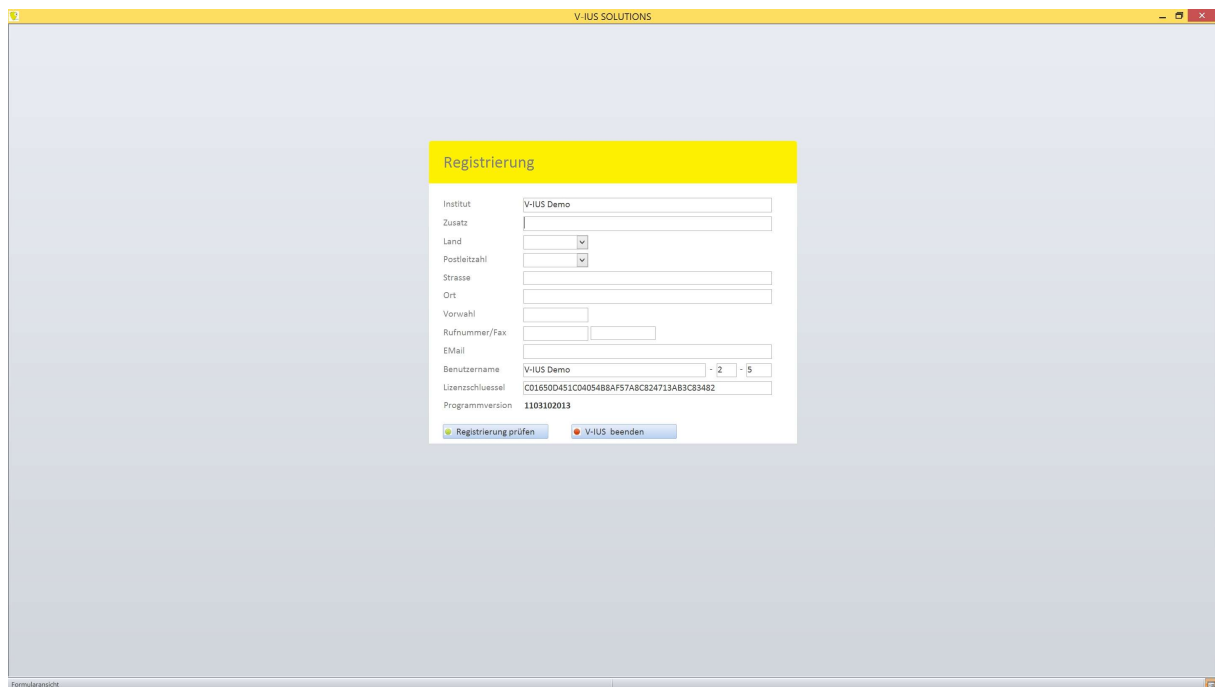 V-IUS SOLUTIONS
Registrierung
Institut V-IUS Demo
Zusatz
Land
Postleitzahl
Strasse
Ort
Vorwahl
Rufnummer/Fax
EMail
Benutzername V-IUS Demo - 2 - 5
Lizenzschluessel C01650D451C04054B8AF57A8C824713AB3C83482
Programmversion 1103102013
Registrierung prüfen V-IUS beenden
Formularansicht